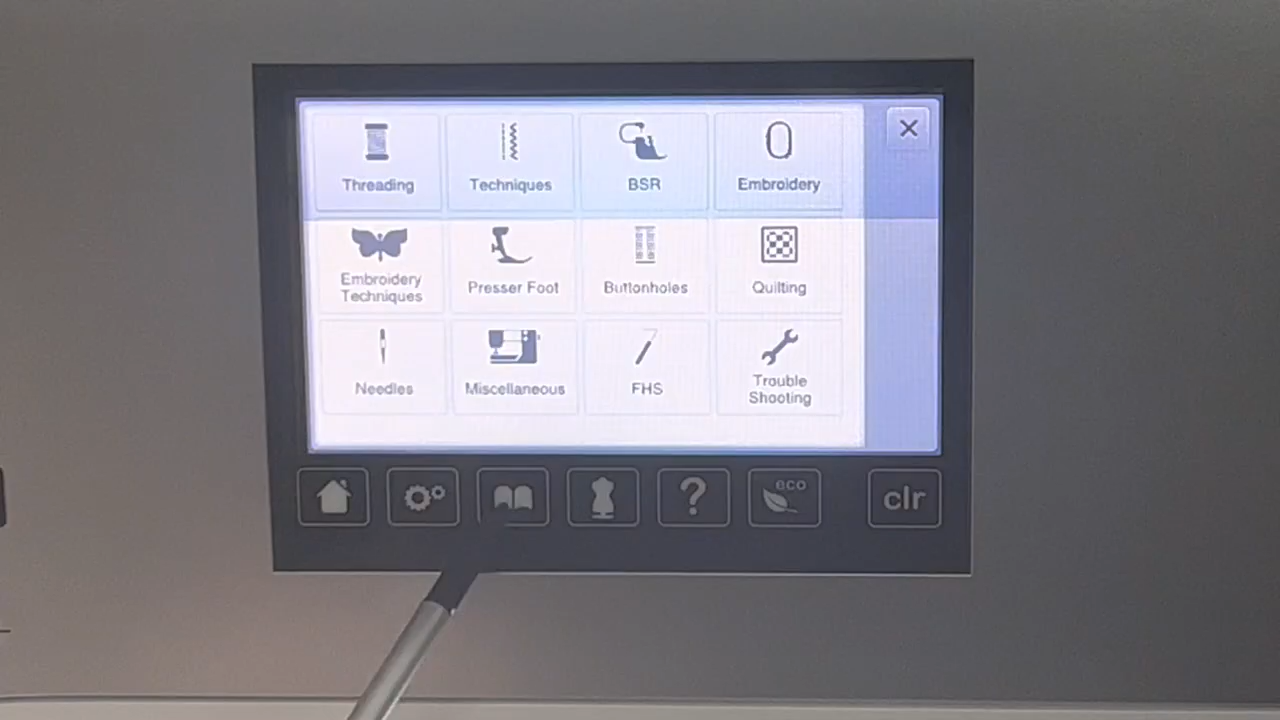 Threading
Techniques
BSR
Embroidery
Embroidery
Techniques
Presser Foot
Buttonholes
Quilting
Needles
Miscellaneous
FHS
Trouble
Shooting
?
eco
clr